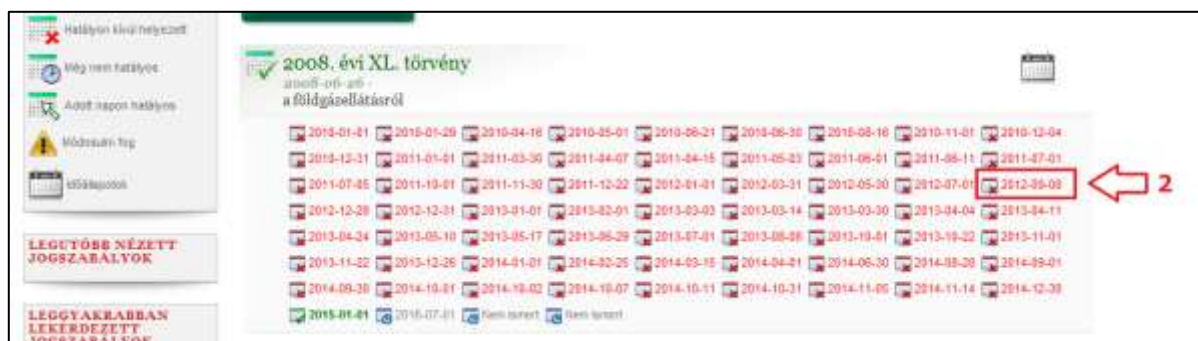 Hatályon kívül helyezett
Még nem hatályos
Adott napon hatályos
Módosulni fog
Időállapotok
LEGUTÓBB NÉZETT
JOGSZABÁLYOK
LEGGYAKRABBAN
LEKÉRDEZETT
JOGSZABÁLYOK
2008. évi XL. törvény
2008-06-26 -
a földgázellátásról
2010-01-01 2010-01-29 2010-04-16 2010-05-01 2010-06-21 2010-06-30 2010-08-16 2010-11-01 2010-12-04
2010-12-31 2011-01-01 2011-03-30 2011-04-07 2011-04-15 2011-05-03 2011-06-01 2011-06-11 2011-07-01
2011-07-05 2011-10-01 2011-11-30 2011-12-22 2012-01-01 2012-03-31 2012-05-30 2012-07-01 2012-09-08
2
2012-12-28 2012-12-31 2013-01-01 2013-02-01 2013-03-03 2013-03-14 2013-03-30 2013-04-04 2013-04-11
2013-04-24 2013-05-10 2013-05-17 2013-06-29 2013-07-01 2013-08-08 2013-10-01 2013-10-22 2013-11-01
2013-11-22 2013-12-26 2014-01-01 2014-02-25 2014-03-15 2014-04-01 2014-06-30 2014-08-28 2014-09-01
2014-09-30 2014-10-01 2014-10-02 2014-10-07 2014-10-11 2014-10-31 2014-11-05 2014-11-14 2014-12-30
2015-01-01 2015-07-01 Nem ismert Nem ismert